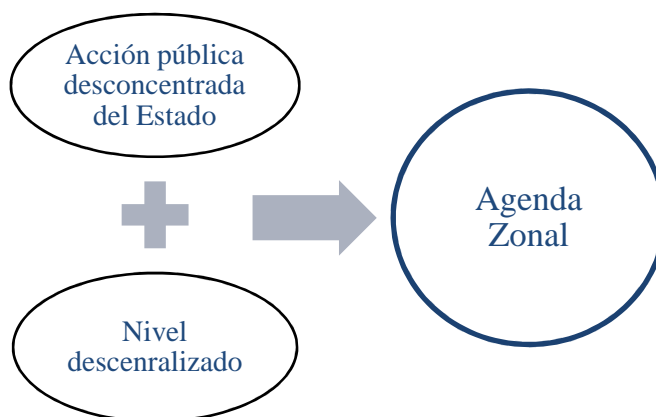 Acción pública
desconcentrada
del Estado
Nivel
descenralizado
Agenda
Zonal